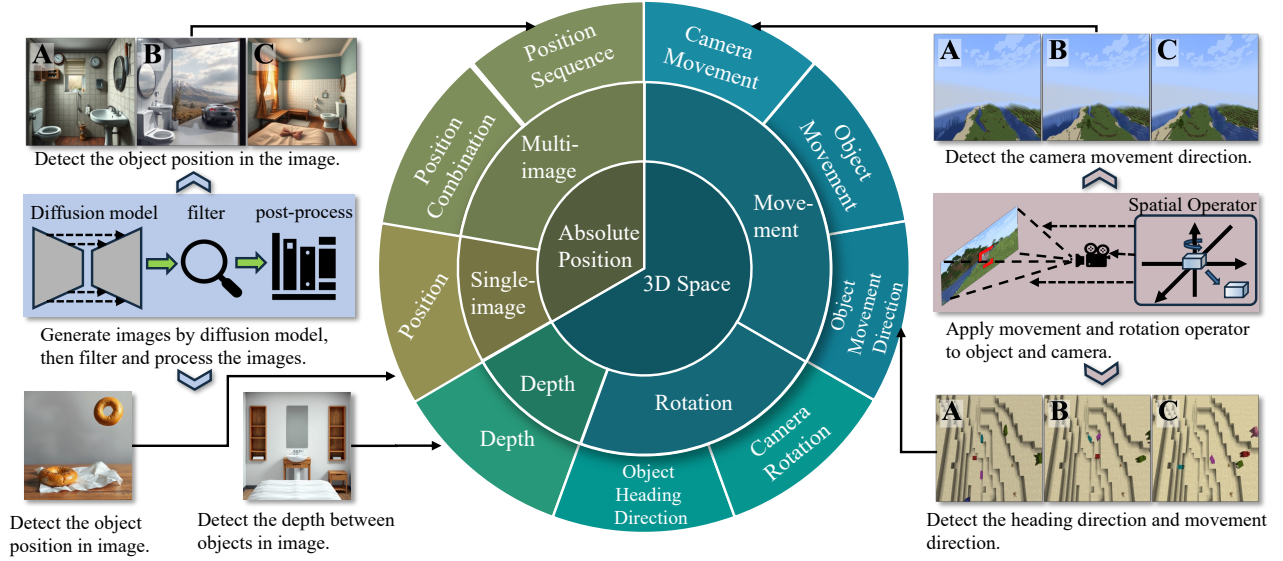 A B C
Detect the object position in the image.
Diffusion model filter post-process
Generate images by diffusion model,
then filter and process the images.
Detect the object
position in image.
Detect the depth between
objects in image.
Position
Sequence
Camera
Movement
Position
Combination
Multi-
image
Object
Movement
Move-
ment
Absolute
Position
3D Space
Position
Single-
image
Object
Movement
Direction
Depth
Rotation
Depth
Object
Heading
Direction
Camera
Rotation
A B C
Detect the camera movement direction.
Spatial Operator
Apply movement and rotation operator
to object and camera.
A B C
Detect the heading direction and movement
direction.